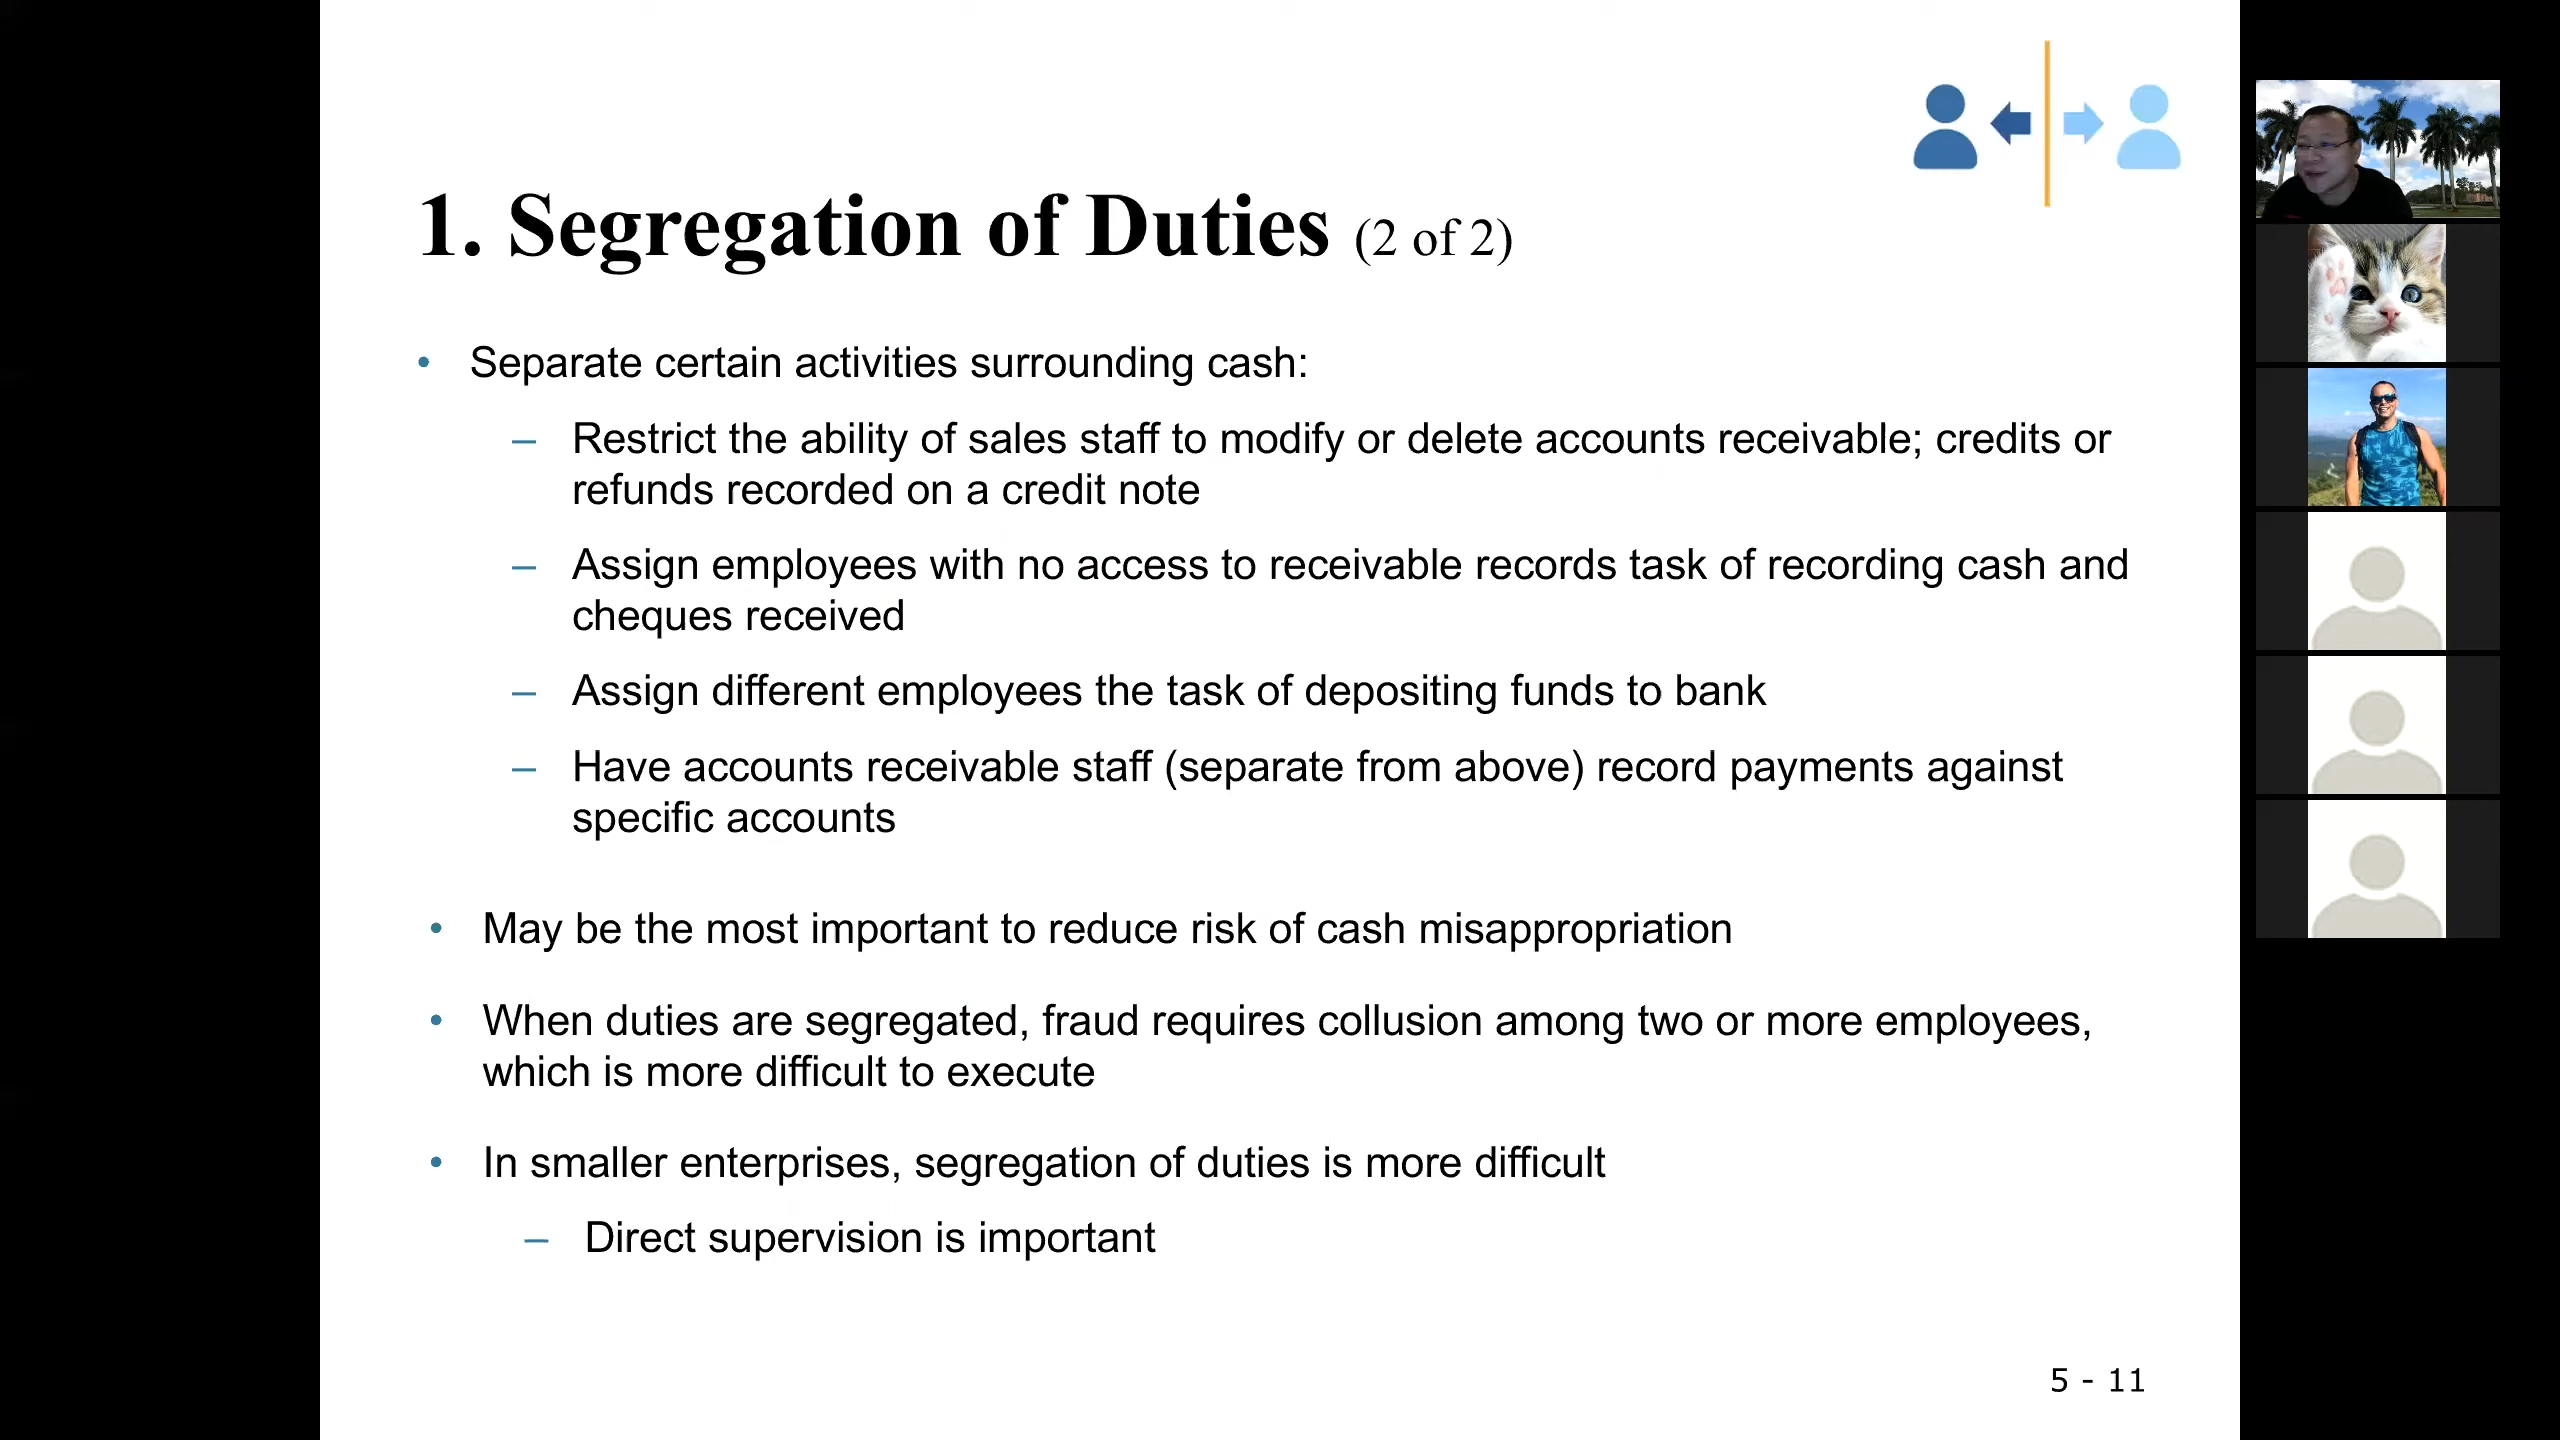 1. Segregation of Duties (2 of 2)
• Separate certain activities surrounding cash:
– Restrict the ability of sales staff to modify or delete accounts receivable; credits or
refunds recorded on a credit note
– Assign employees with no access to receivable records task of recording cash and
cheques received
– Assign different employees the task of depositing funds to bank
– Have accounts receivable staff (separate from above) record payments against
specific accounts
• May be the most important to reduce risk of cash misappropriation
• When duties are segregated, fraud requires collusion among two or more employees,
which is more difficult to execute
• In smaller enterprises, segregation of duties is more difficult
– Direct supervision is important
5 - 11